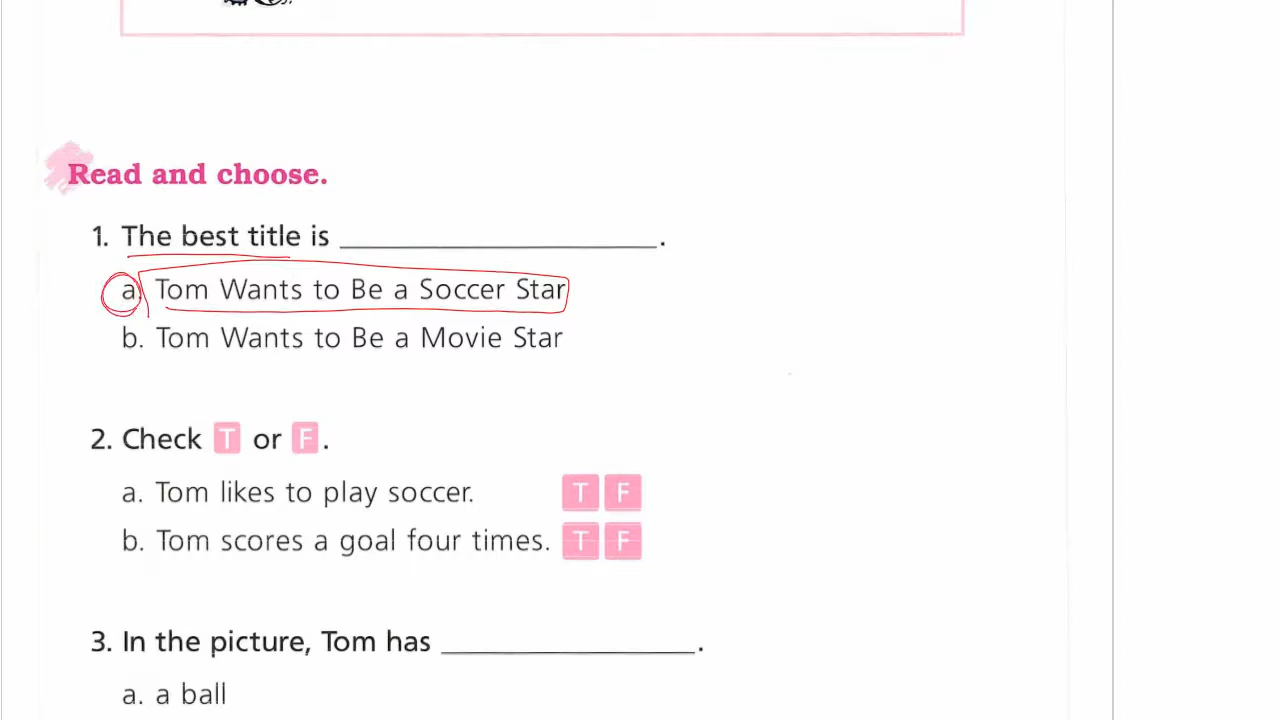 Read and choose.
1. The best title is ____________________.
a. Tom Wants to Be a Soccer Star
b. Tom Wants to Be a Movie Star
2. Check T or F.
a. Tom likes to play soccer. T F
b. Tom scores a goal four times. T F
3. In the picture, Tom has ________________.
a. a ball